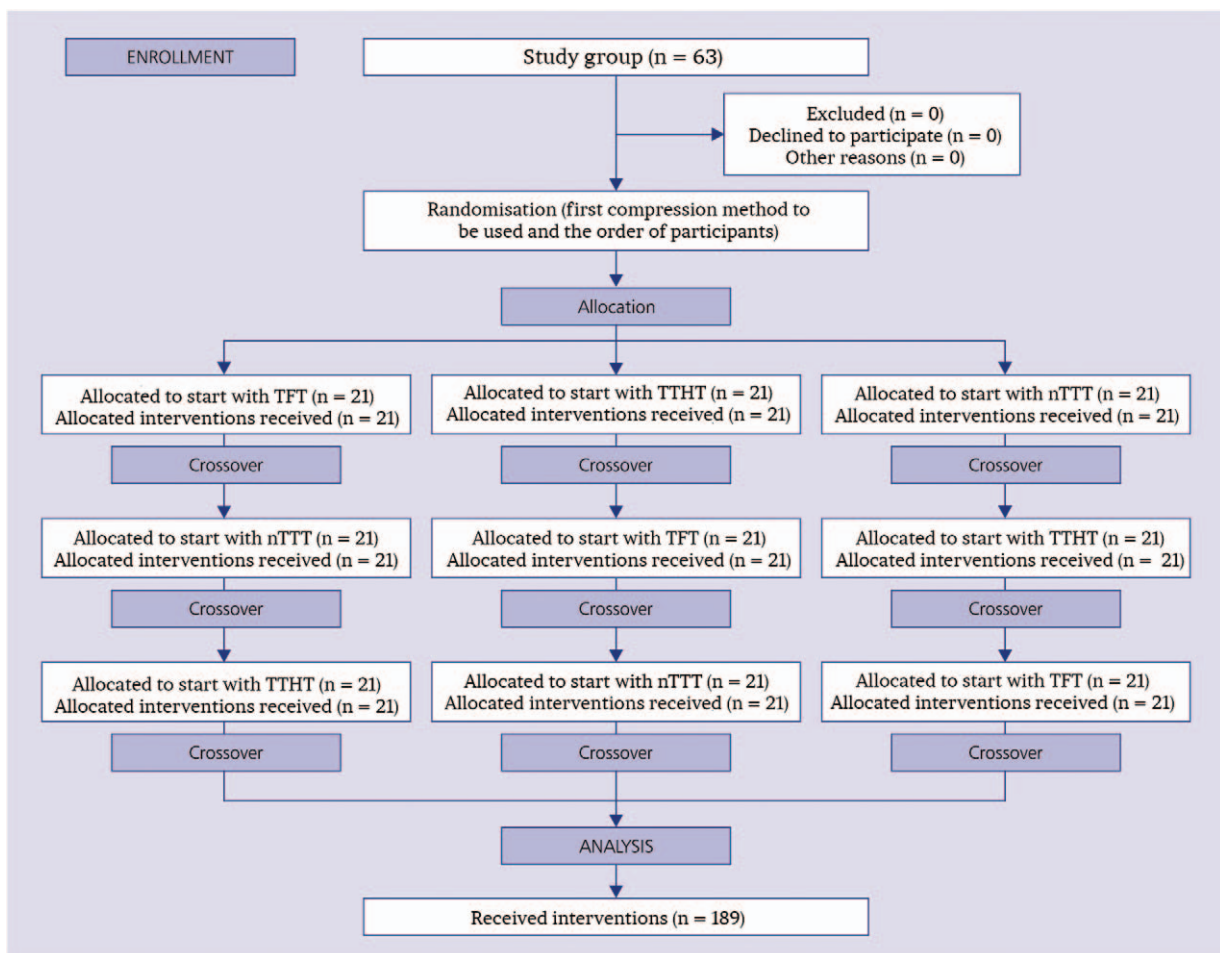 ENROLLMENT
Study group (n = 63)
Excluded (n = 0)
Declined to participate (n = 0)
Other reasons (n = 0)
Randomisation (first compression method to
be used and the order of participants)
Allocation
Allocated to start with TFT (n = 21)
Allocated interventions received (n = 21)
Allocated to start with TTHT (n = 21)
Allocated interventions received (n = 21)
Allocated to start with nTTT (n = 21)
Allocated interventions received (n = 21)
Crossover
Crossover
Crossover
Allocated to start with nTTT (n = 21)
Allocated interventions received (n = 21)
Allocated to start with TFT (n = 21)
Allocated interventions received (n = 21)
Allocated to start with TTHT (n = 21)
Allocated interventions received (n = 21)
Crossover
Crossover
Crossover
Allocated to start with TTHT (n = 21)
Allocated interventions received (n = 21)
Allocated to start with nTTT (n = 21)
Allocated interventions received (n = 21)
Allocated to start with TFT (n = 21)
Allocated interventions received (n = 21)
Crossover
Crossover
Crossover
ANALYSIS
Received interventions (n = 189)